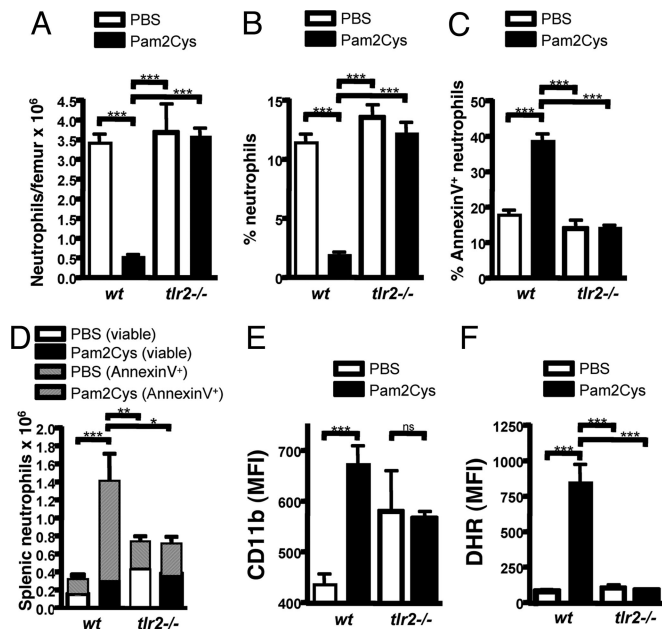 A
PBS
Pam2Cys
***
***
***
Neutrophils/femur x 10⁶
4.5
4.0
3.5
3.0
2.5
2.0
1.5
1.0
0.5
0.0
wt
tlr2-/-
B
PBS
Pam2Cys
***
***
***
% neutrophils
15
10
5
0
wt
tlr2-/-
C
PBS
Pam2Cys
***
***
***
% AnnexinV⁺ neutrophils
50
40
30
20
10
0
wt
tlr2-/-
D
PBS (viable)
Pam2Cys (viable)
PBS (AnnexinV⁺)
Pam2Cys (AnnexinV⁺)
**
***
*
Splenic neutrophils x 10⁶
2.0
1.8
1.6
1.4
1.2
1.0
0.8
0.6
0.4
0.2
0.0
wt
tlr2-/-
E
PBS
Pam2Cys
***
ns
CD11b (MFI)
700
600
500
400
wt
tlr2-/-
F
PBS
Pam2Cys
***
***
***
DHR (MFI)
1250
1000
750
500
250
0
wt
tlr2-/-